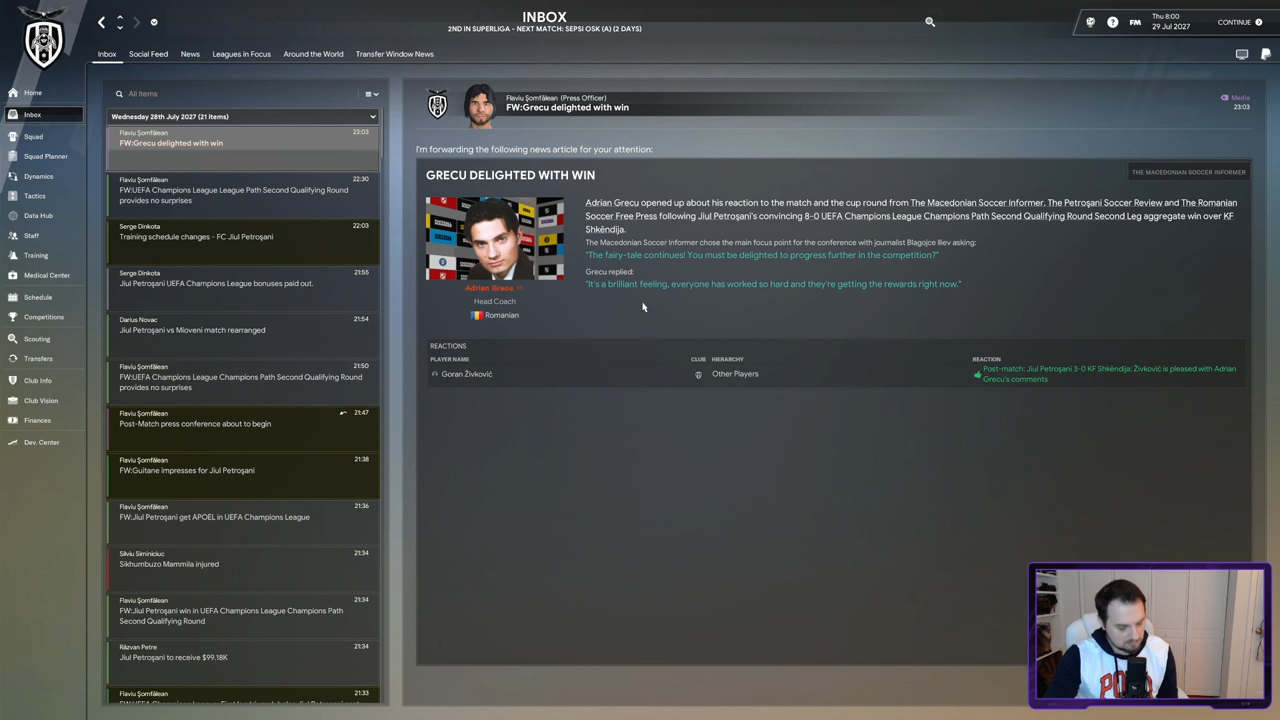 INBOX
2ND IN SUPERLIGA - NEXT MATCH: SEPSI OSK (A) (2 DAYS)
FM
Thu 8:00
29 Jul 2027
CONTINUE
Inbox
Social Feed
News
Leagues in Focus
Around the World
Transfer Window News
Home
Inbox
Squad
Squad Planner
Dynamics
Tactics
Data Hub
Staff
Training
Medical Center
Schedule
Competitions
Scouting
Transfers
Club Info
Club Vision
Finances
Dev. Center
All Items
Wednesday 28th July 2027 (21 items)
Flaviu Şomfălean
23:03
FW:Grecu delighted with win
Flaviu Şomfălean
22:30
FW:UEFA Champions League League Path Second Qualifying Round
provides no surprises
Serge Dinkota
22:03
Training schedule changes - FC Jiul Petroşani
Serge Dinkota
21:55
Jiul Petroşani UEFA Champions League bonuses paid out.
Darius Novac
21:54
Jiul Petroşani vs Mioveni match rearranged
Flaviu Şomfălean
21:50
FW:UEFA Champions League Champions Path Second Qualifying Round
provides no surprises
Flaviu Şomfălean
21:47
Post-Match press conference about to begin
Flaviu Şomfălean
21:38
FW:Guitane impresses for Jiul Petroşani
Flaviu Şomfălean
21:36
FW:Jiul Petroşani get APOEL in UEFA Champions League
Silviu Siminiciuc
21:34
Sikhumbuzo Mammila injured
Flaviu Şomfălean
21:34
FW:Jiul Petroşani win in UEFA Champions League Champions Path
Second Qualifying Round
Răzvan Petre
21:34
Jiul Petroşani to receive $99.18K
Flaviu Şomfălean
21:33
Flaviu Şomfălean (Press Officer)
FW:Grecu delighted with win
Media
23:03
I'm forwarding the following news article for your attention:
GRECU DELIGHTED WITH WIN
THE MACEDONIAN SOCCER INFORMER
Adrian Grecu
Head Coach
Romanian
Adrian Grecu opened up about his reaction to the match and the cup round from The Macedonian Soccer Informer, The Petroşani Soccer Review and The Romanian
Soccer Free Press following Jiul Petroşani's convincing 8-0 UEFA Champions League Champions Path Second Qualifying Round Second Leg aggregate win over KF
Shkëndija.
The Macedonian Soccer Informer chose the main focus point for the conference with journalist Blagojce Iliev asking:
"The fairy-tale continues! You must be delighted to progress further in the competition?"
Grecu replied:
"It's a brilliant feeling, everyone has worked so hard and they're getting the rewards right now."
REACTIONS
PLAYER NAME
CLUB
HIERARCHY
REACTION
Goran Živković
Other Players
Post-match: Jiul Petroşani 3-0 KF Shkëndija: Živković is pleased with Adrian
Grecu's comments